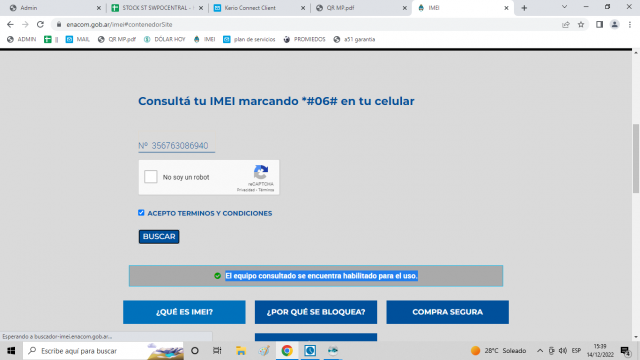 Admin
STOCK ST SWPOCENTRAL -
Kerio Connect Client
QR MP.pdf
IMEI
enacom.gob.ar/imei#contenedorSite
ADMIN
MAIL
QR MP.pdf
DOLAR HOY
IMEI
plan de servicios
PROMIEDOS
a51 garantia
Consultá tu IMEI marcando *#06# en tu celular
Nº 356763086940
No soy un robot
reCAPTCHA
Privacidad - Términos
ACEPTO TERMINOS Y CONDICIONES
BUSCAR
El equipo consultado se encuentra habilitado para el uso.
¿QUÉ ES IMEI?
¿POR QUÉ SE BLOQUEA?
COMPRA SEGURA
Esperando a buscador-imei.enacom.gob.ar...
Escribe aquí para buscar
28°C Soleado
ESP
15:39
14/12/2022